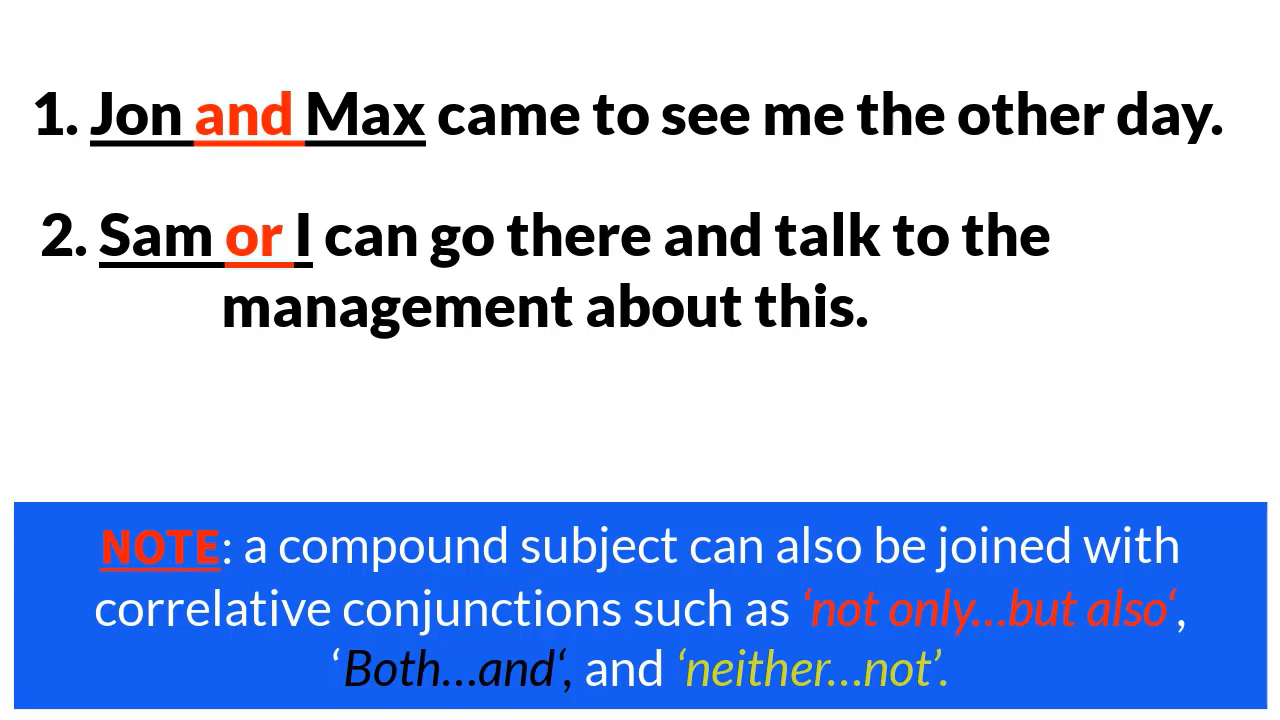 1. Jon and Max came to see me the other day.
2. Sam or I can go there and talk to the
management about this.
NOTE: a compound subject can also be joined with
correlative conjunctions such as ‘not only...but also‘,
‘Both...and‘, and ‘neither...not’.